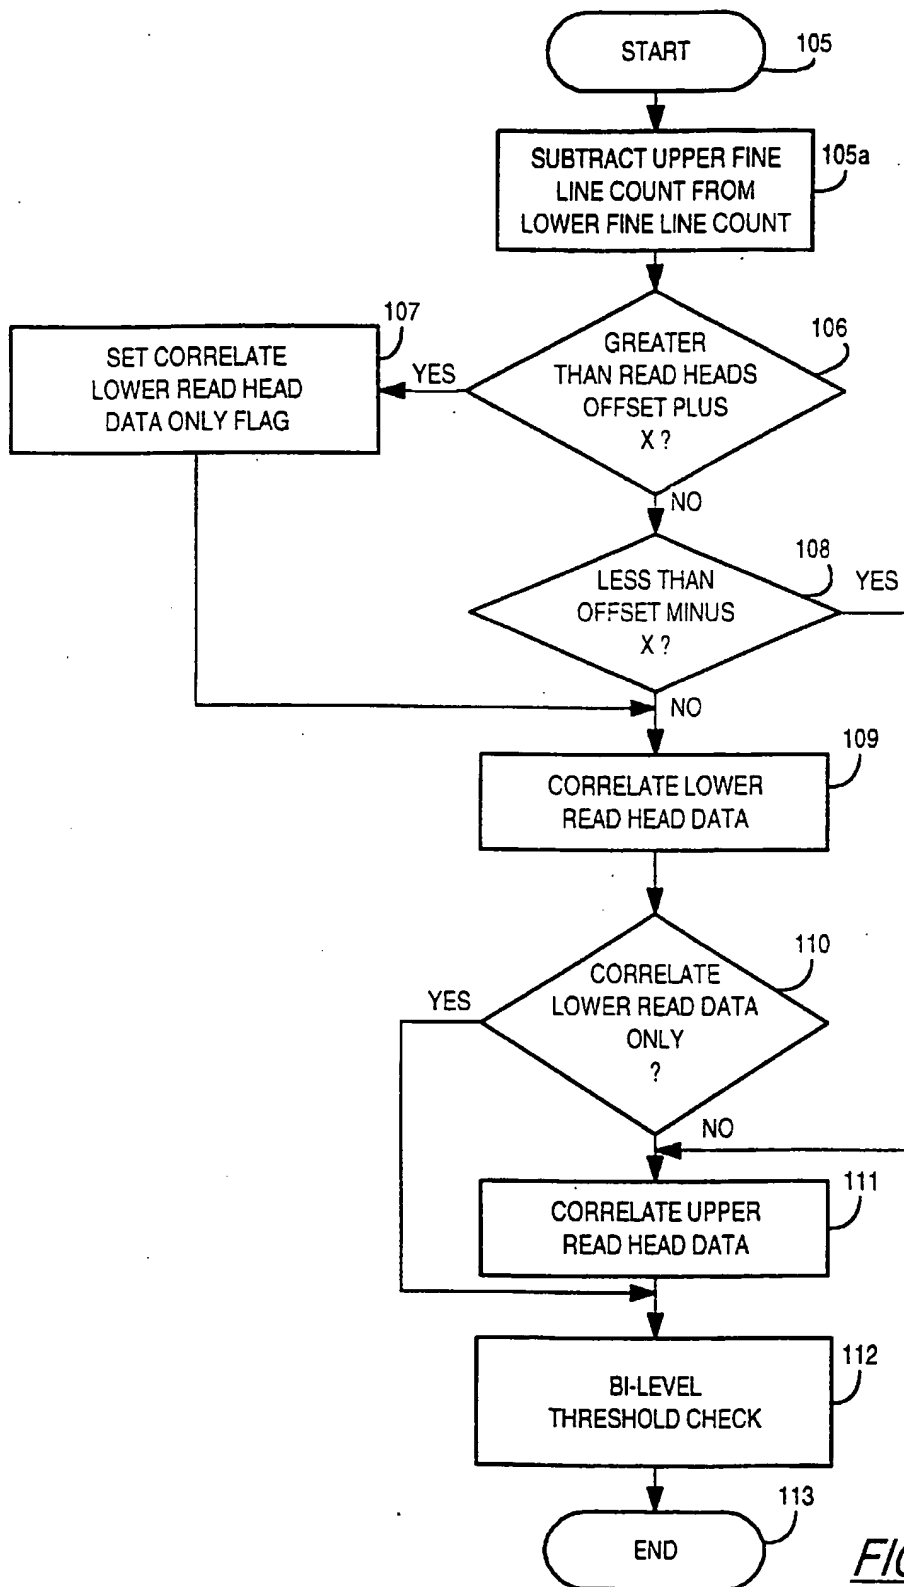 START
105
SUBTRACT UPPER FINE
LINE COUNT FROM
LOWER FINE LINE COUNT
105a
GREATER
THAN READ HEADS
OFFSET PLUS
X ?
106
YES
107
SET CORRELATE
LOWER READ HEAD
DATA ONLY FLAG
NO
LESS THAN
OFFSET MINUS
X ?
108
YES
NO
109
CORRELATE LOWER
READ HEAD DATA
110
CORRELATE
LOWER READ DATA
ONLY
?
YES
NO
111
CORRELATE UPPER
READ HEAD DATA
112
BI-LEVEL
THRESHOLD CHECK
113
END
FIG